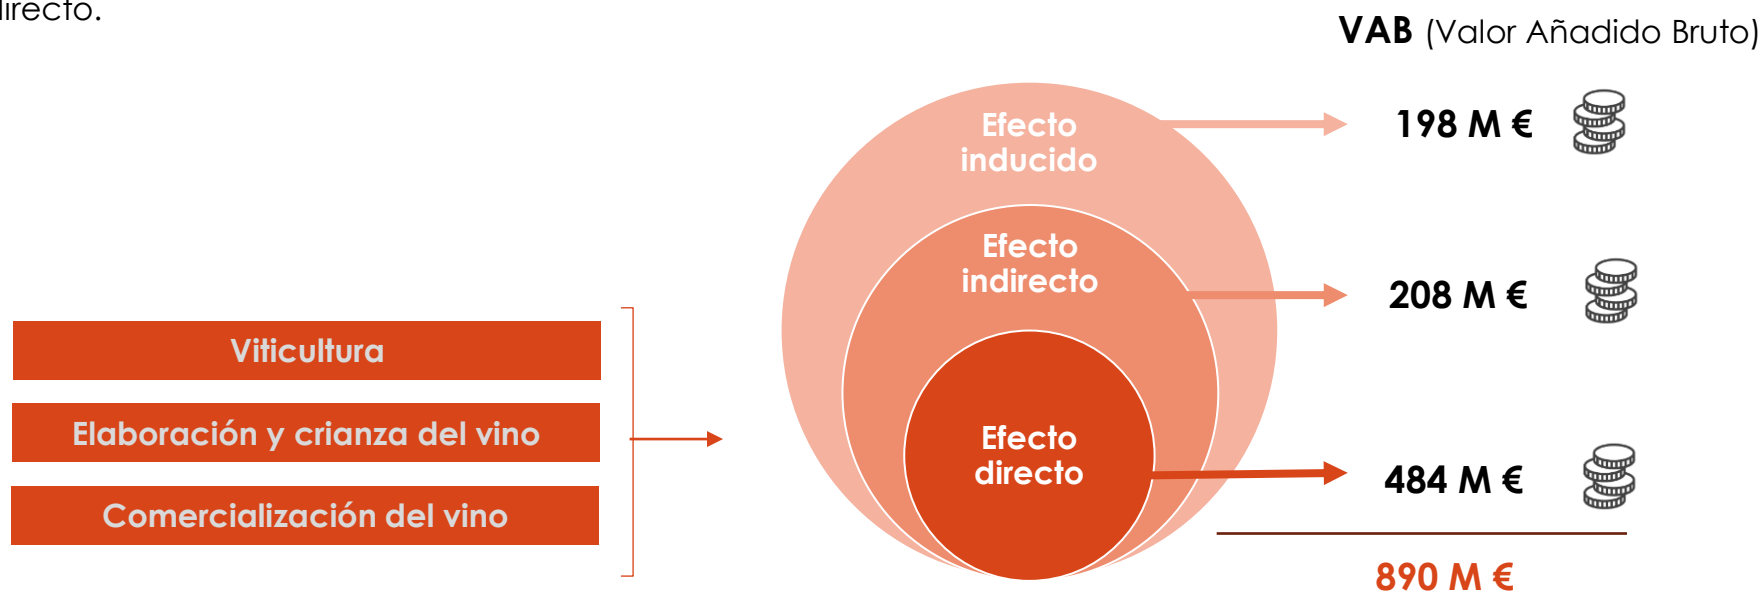 directo.
VAB (Valor Añadido Bruto)
Efecto
inducido
198 M €
Efecto
indirecto
208 M €
Viticultura
Elaboración y crianza del vino
Comercialización del vino
Efecto
directo
484 M €
890 M €